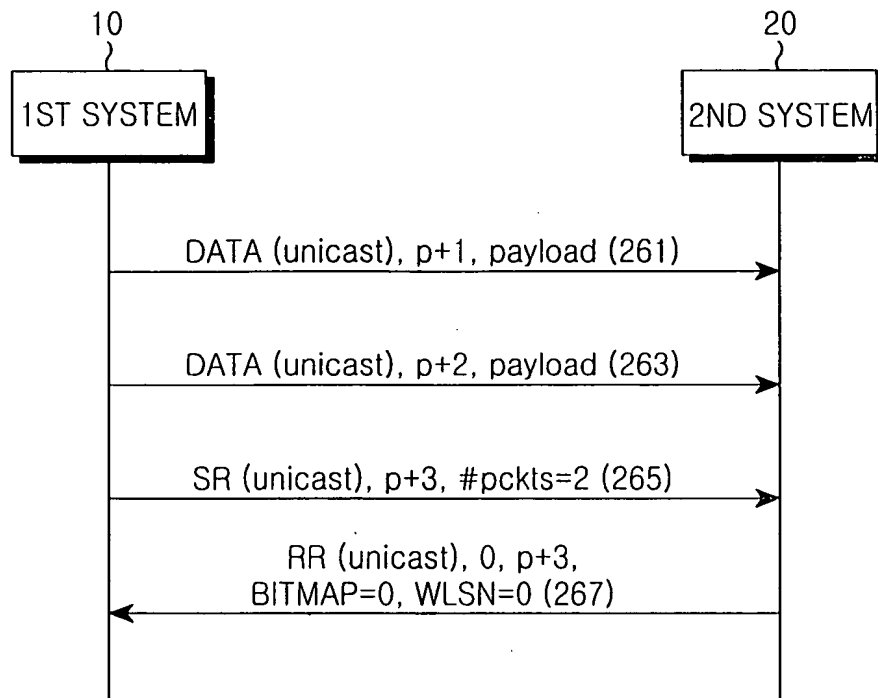 10
20
1ST SYSTEM
2ND SYSTEM
DATA (unicast), p+1, payload (261)
DATA (unicast), p+2, payload (263)
SR (unicast), p+3, #pckts=2 (265)
RR (unicast), 0, p+3,
BITMAP=0, WLSN=0 (267)